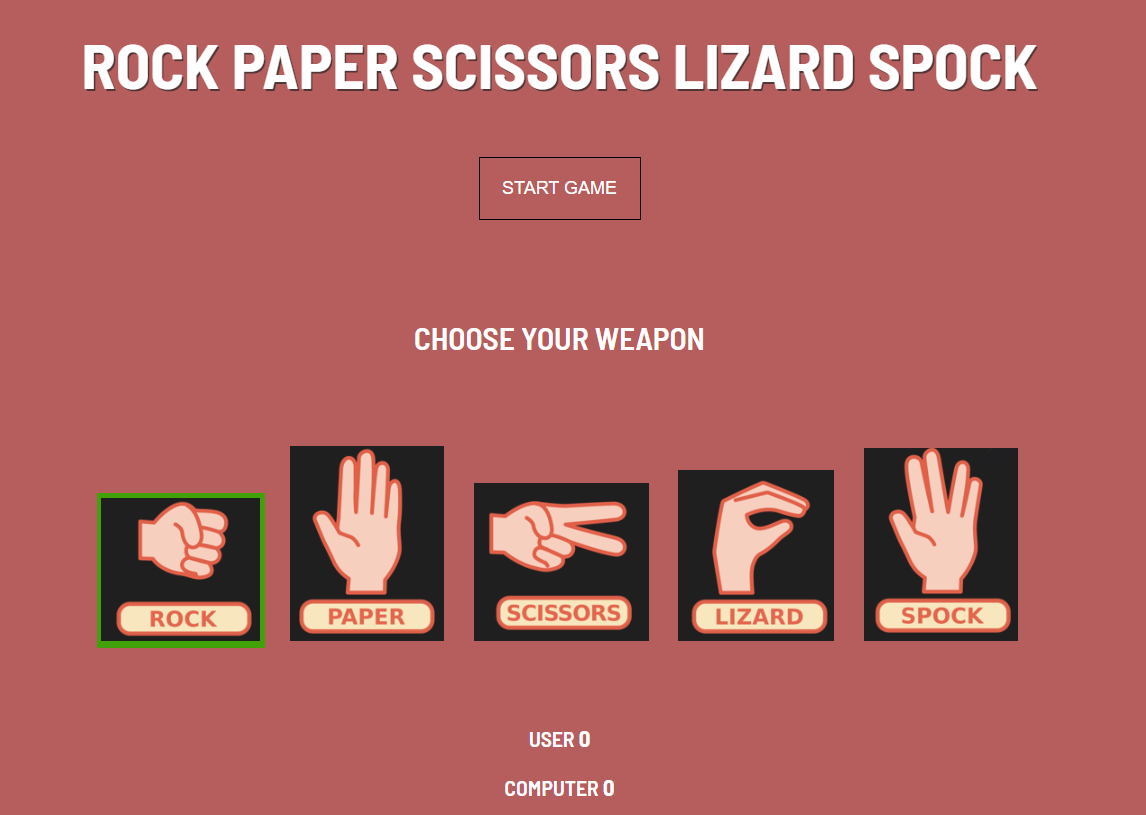 ROCK PAPER SCISSORS LIZARD SPOCK
START GAME
CHOOSE YOUR WEAPON
ROCK
PAPER
SCISSORS
LIZARD
SPOCK
USER 0
COMPUTER 0